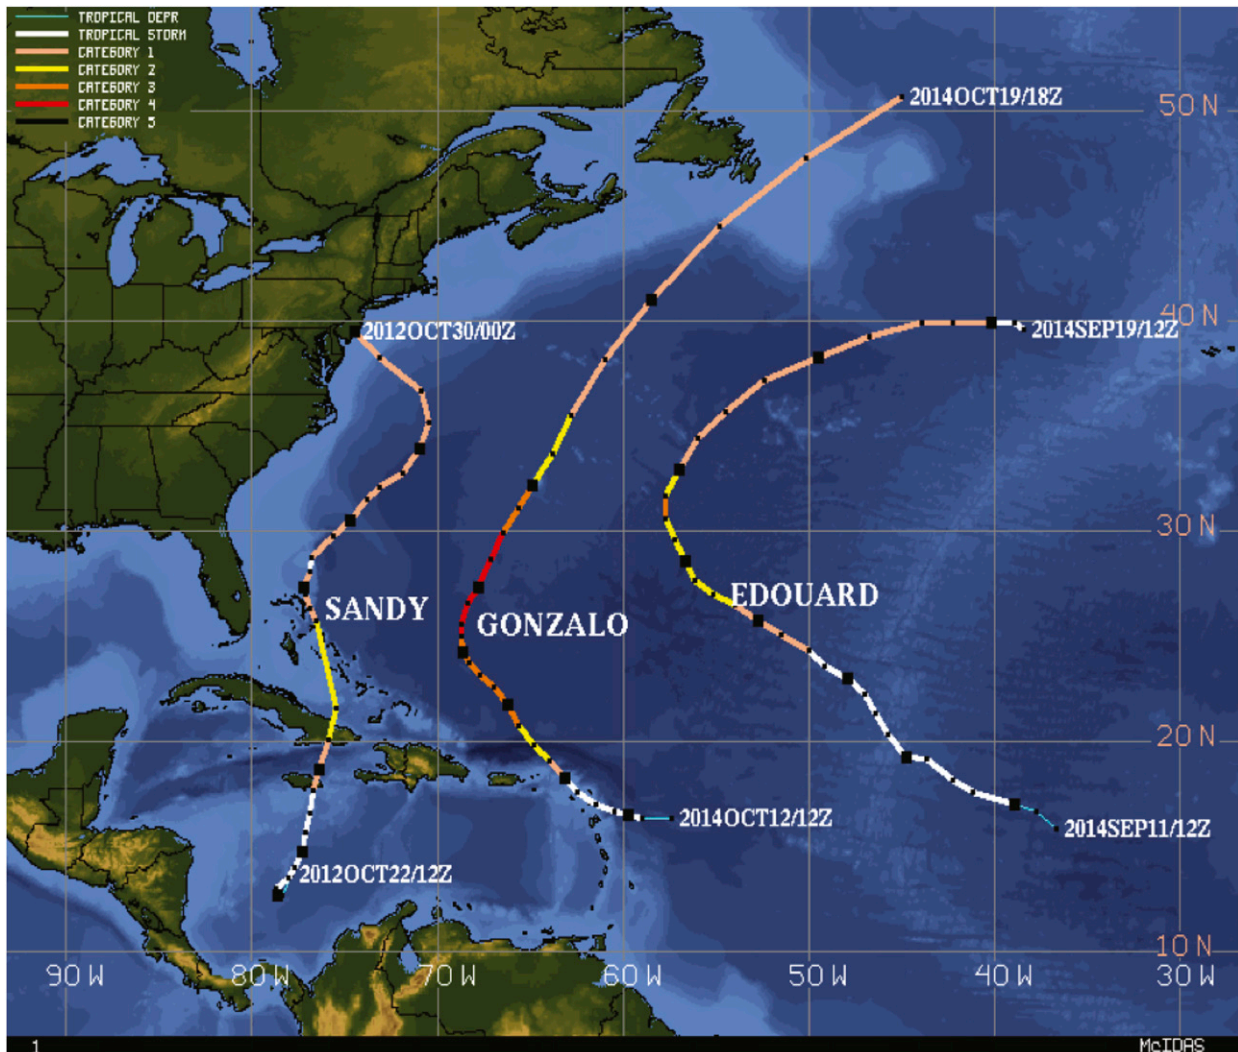 TROPICAL DEPR
TROPICAL STORM
CATEGORY 1
CATEGORY 2
CATEGORY 3
CATEGORY 4
CATEGORY 5
2014OCT19/18Z
50 N
2012OCT30/00Z
40 N
2014SEP19/12Z
30 N
SANDY
GONZALO
EDOUARD
20 N
2014OCT12/12Z
2014SEP11/12Z
2012OCT22/12Z
10 N
90 W 80 W 70 W 60 W 50 W 40 W 30 W
1 McIDAS